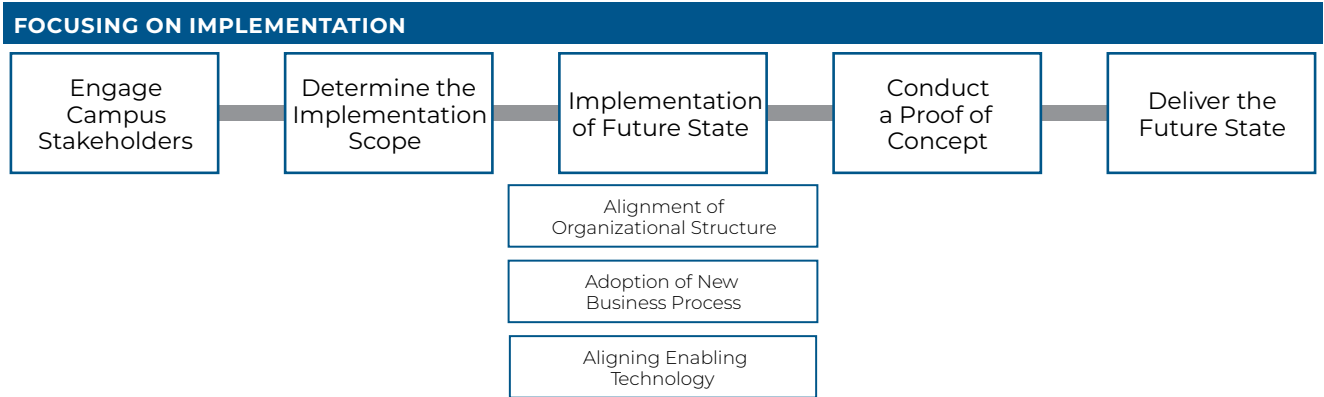 FOCUSING ON IMPLEMENTATION
Engage
Campus
Stakeholders
Determine the
Implementation
Scope
Implementation
of Future State
Conduct
a Proof of
Concept
Deliver the
Future State
Alignment of
Organizational Structure
Adoption of New
Business Process
Aligning Enabling
Technology